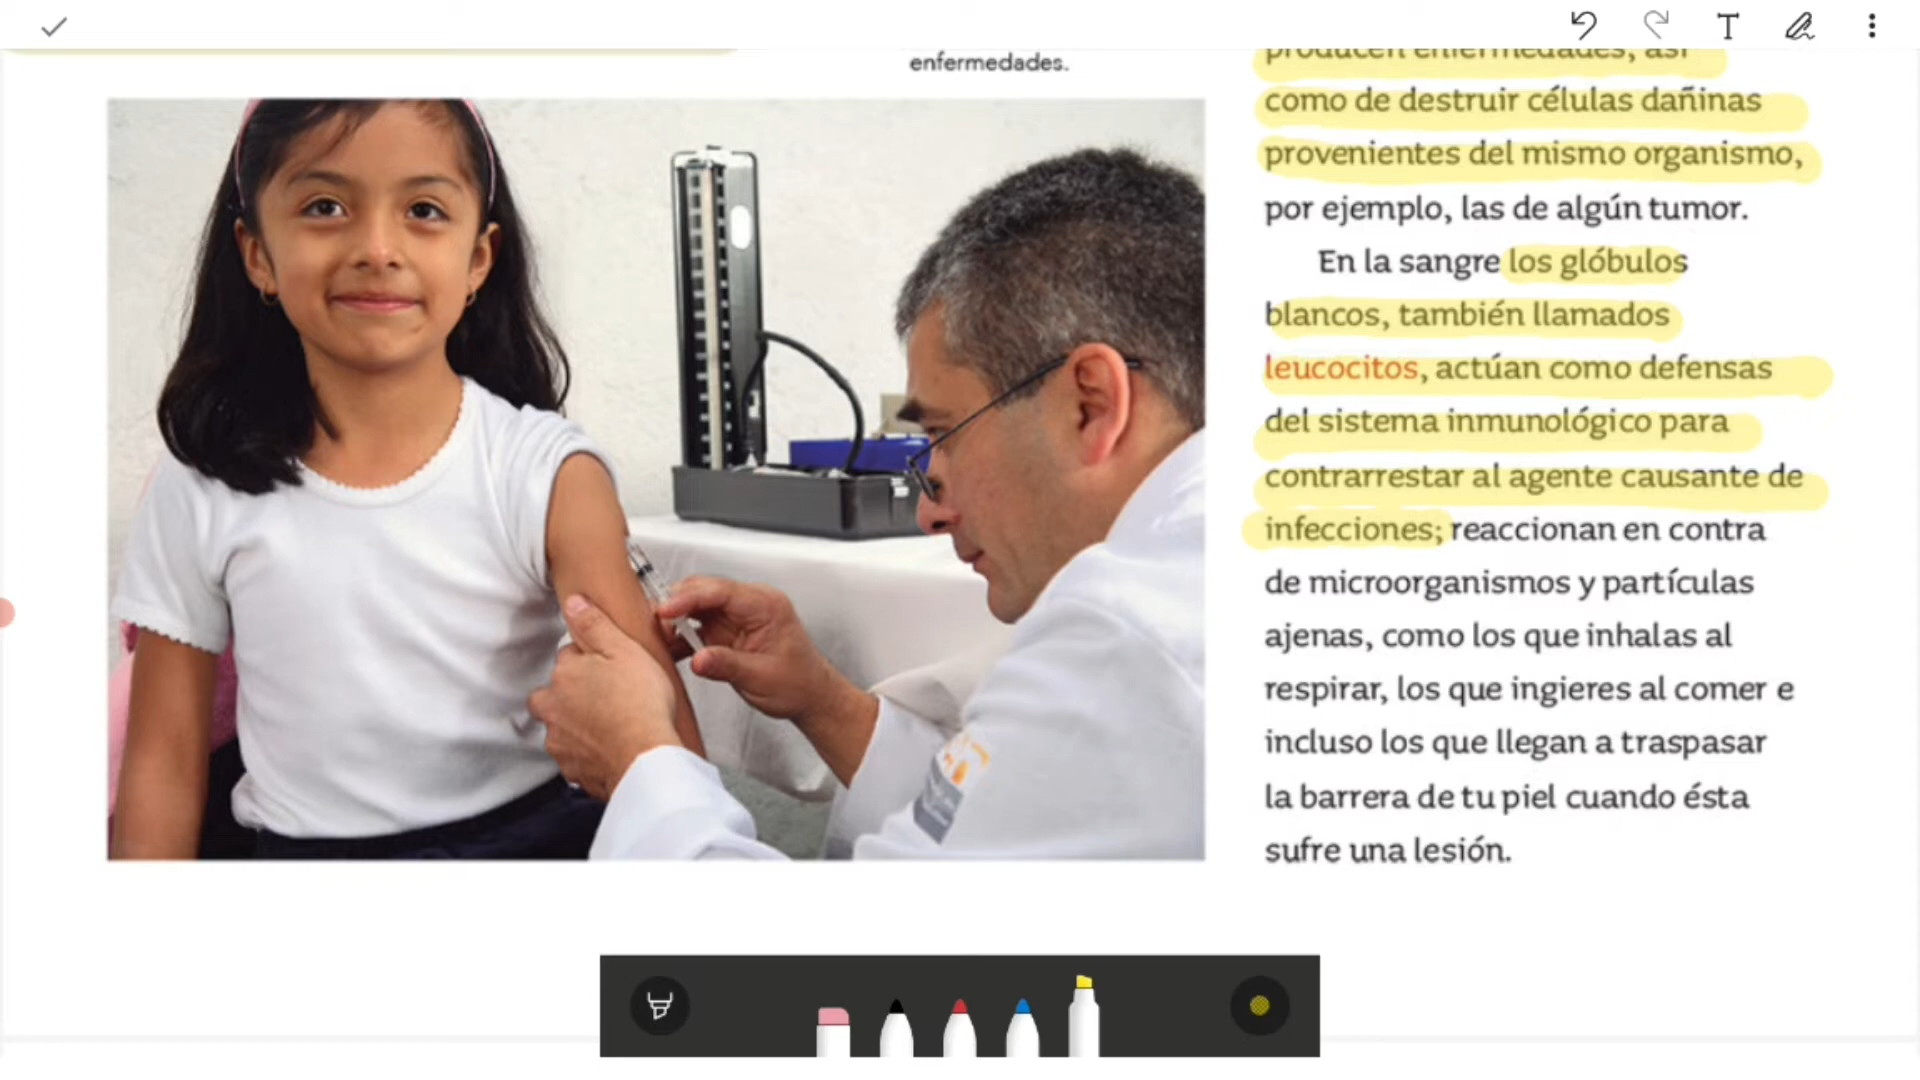 enfermedades.
producen enfermedades, así
como de destruir células dañinas
provenientes del mismo organismo,
por ejemplo, las de algún tumor.
En la sangre los glóbulos
blancos, también llamados
leucocitos, actúan como defensas
del sistema inmunológico para
contrarrestar al agente causante de
infecciones; reaccionan en contra
de microorganismos y partículas
ajenas, como los que inhalas al
respirar, los que ingieres al comer e
incluso los que llegan a traspasar
la barrera de tu piel cuando ésta
sufre una lesión.